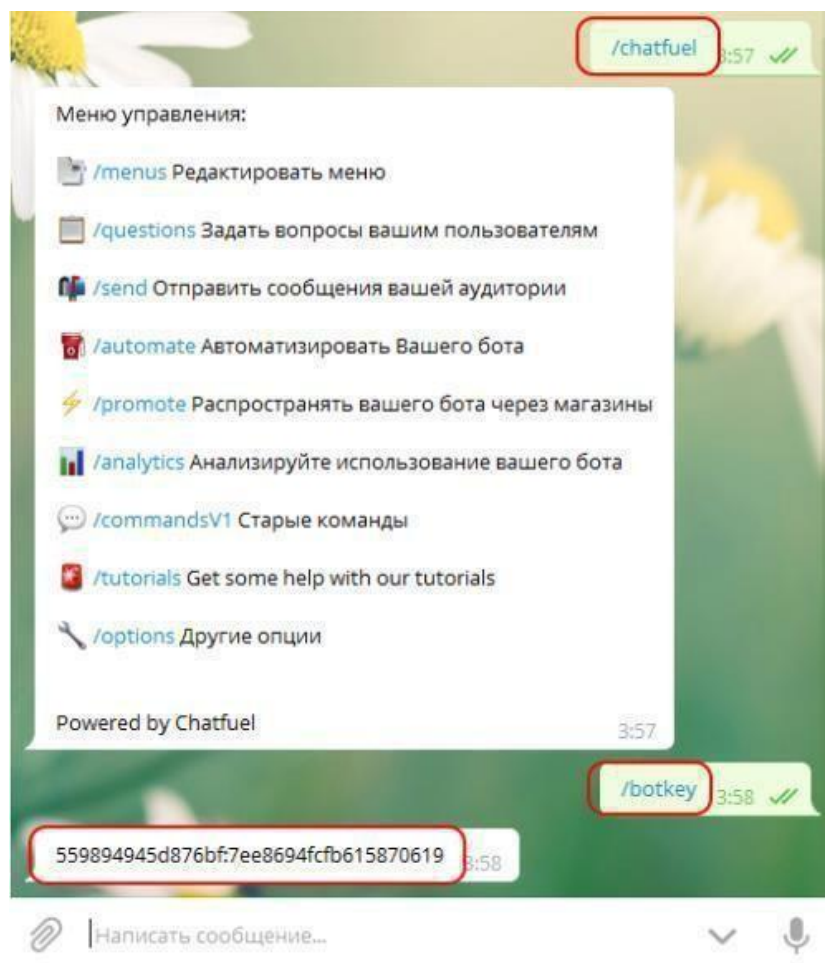 /chatfuel
3:57
Меню управления:
/menus Редактировать меню
/questions Задать вопросы вашим пользователям
/send Отправить сообщения вашей аудитории
/automate Автоматизировать Вашего бота
/promote Распространять вашего бота через магазины
/analytics Анализируйте использование вашего бота
/commandsV1 Старые команды
/tutorials Get some help with our tutorials
/options Другие опции
Powered by Chatfuel
3:57
/botkey
3:58
559894945d876bf:7ee8694fcfb615870619
3:58
Написать сообщение...